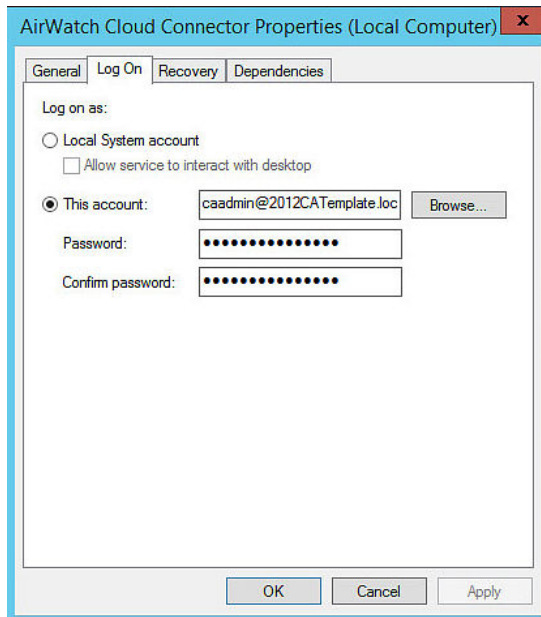 AirWatch Cloud Connector Properties (Local Computer) x
General Log On Recovery Dependencies
Log on as:
Local System account
Allow service to interact with desktop
This account: caadmin@2012CATemplate.loc Browse...
Password: •••••••••••••••
Confirm password: •••••••••••••••
OK Cancel Apply